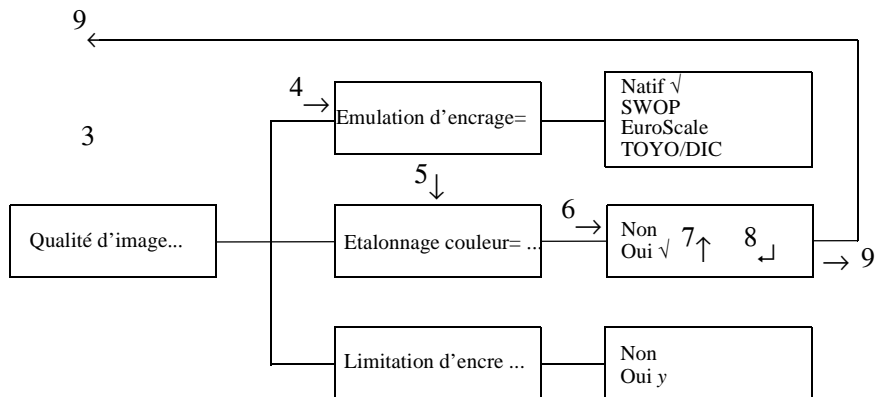 9
←
4 →
Emulation d'encrage=
Natif √
SWOP
EuroScale
TOYO/DIC
3
5 ↓
Qualité d'image...
Etalonnage couleur= ...
6 →
Non
Oui √ 7↑ 8↵
→ 9
Limitation d'encre ...
Non
Oui y